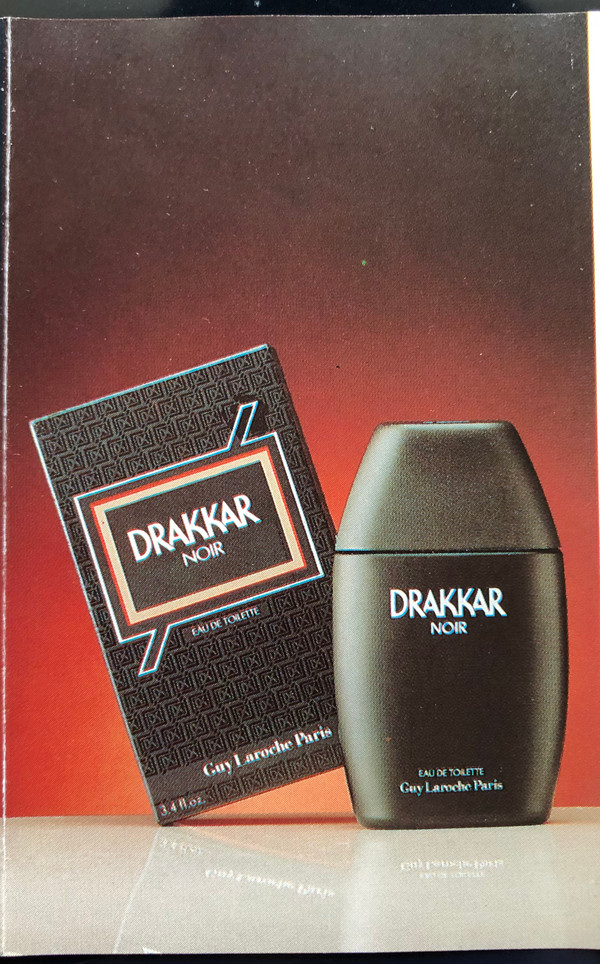 DRAKKAR
NOIR
EAU DE TOILETTE
Guy Laroche Paris
3.4 fl.oz.
DRAKKAR
NOIR
EAU DE TOILETTE
Guy Laroche Paris